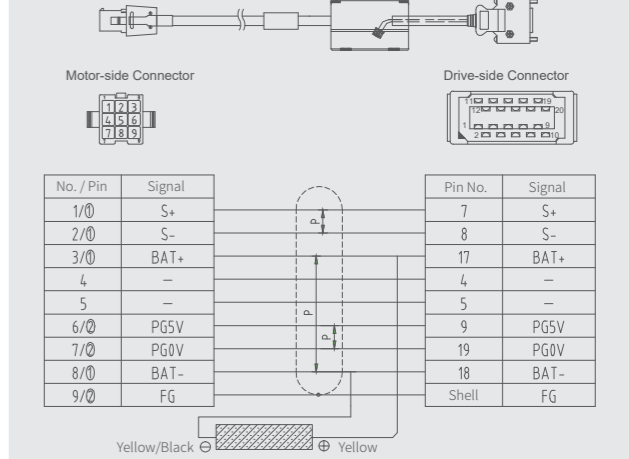 Motor-side Connector
Drive-side Connector
1 2 3
4 5 6
7 8 9
11 19
12 20
1 9
2 10
No. / Pin Signal Pin No. Signal
1/① S+ P 7 S+
2/① S- 8 S-
3/① BAT+ 17 BAT+
4 — 4 —
5 — P 5 —
6/② PG5V P 9 PG5V
7/② PG0V 19 PG0V
8/① BAT- 18 BAT-
9/② FG Shell FG
Yellow/Black ⊖ ⊕ Yellow